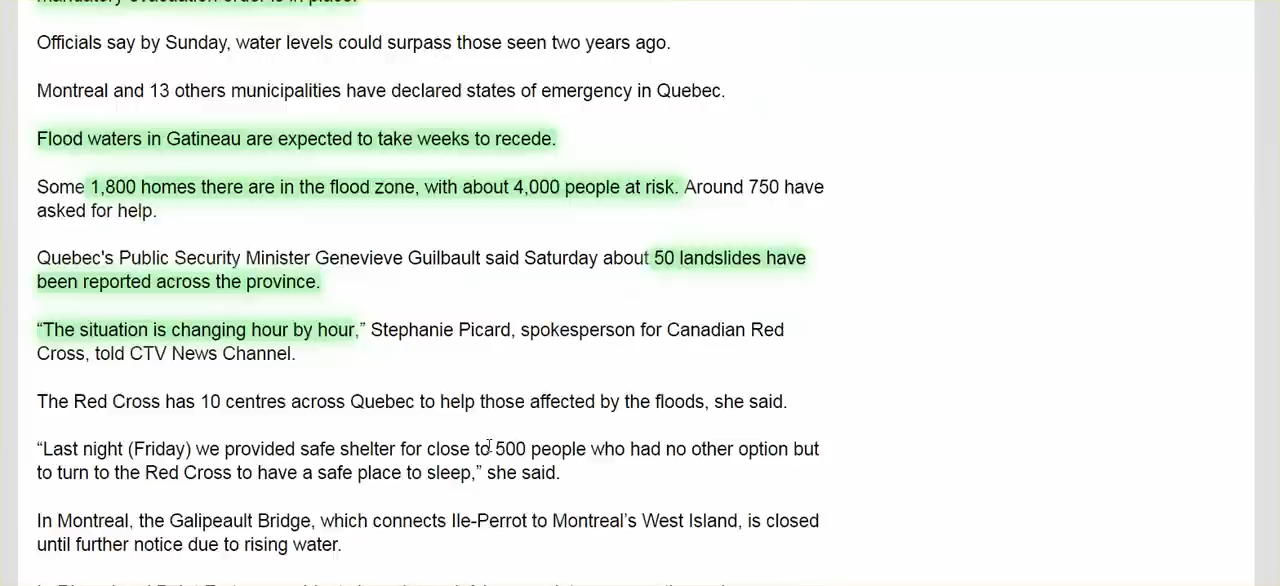 mandatory evacuation order is in place.
Officials say by Sunday, water levels could surpass those seen two years ago.
Montreal and 13 others municipalities have declared states of emergency in Quebec.
Flood waters in Gatineau are expected to take weeks to recede.
Some 1,800 homes there are in the flood zone, with about 4,000 people at risk. Around 750 have
asked for help.
Quebec's Public Security Minister Genevieve Guilbault said Saturday about 50 landslides have
been reported across the province.
“The situation is changing hour by hour,” Stephanie Picard, spokesperson for Canadian Red
Cross, told CTV News Channel.
The Red Cross has 10 centres across Quebec to help those affected by the floods, she said.
“Last night (Friday) we provided safe shelter for close to 500 people who had no other option but
to turn to the Red Cross to have a safe place to sleep,” she said.
In Montreal, the Galipeault Bridge, which connects Ile-Perrot to Montreal’s West Island, is closed
until further notice due to rising water.